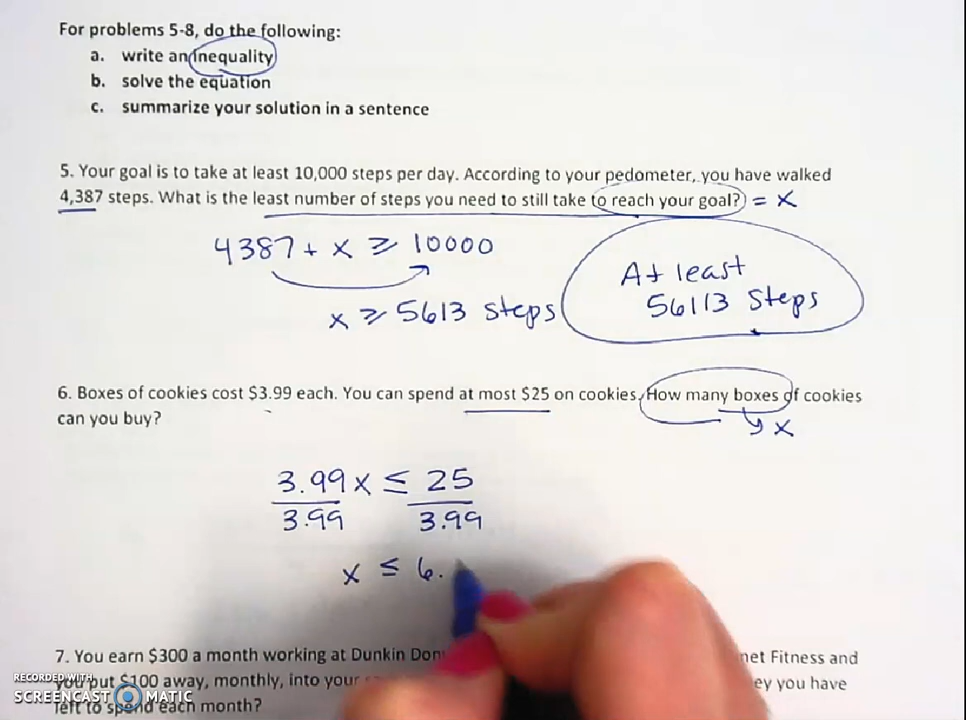 For problems 5-8, do the following:
a. write an inequality
b. solve the equation
c. summarize your solution in a sentence
5. Your goal is to take at least 10,000 steps per day. According to your pedometer, you have walked
4,387 steps. What is the least number of steps you need to still take to reach your goal? = x
4387 + x ≥ 10000
x ≥ 5613 steps
At least
56113 steps
6. Boxes of cookies cost $3.99 each. You can spend at most $25 on cookies. How many boxes of cookies
can you buy?
x
3.99x ≤ 25
3.99 3.99
x ≤ 6.
7. You earn $300 a month working at Dunkin Don net Fitness and
you put $100 away, monthly, into your ey you have
left to spend each month?
RECORDED WITH
SCREENCAST MATIC